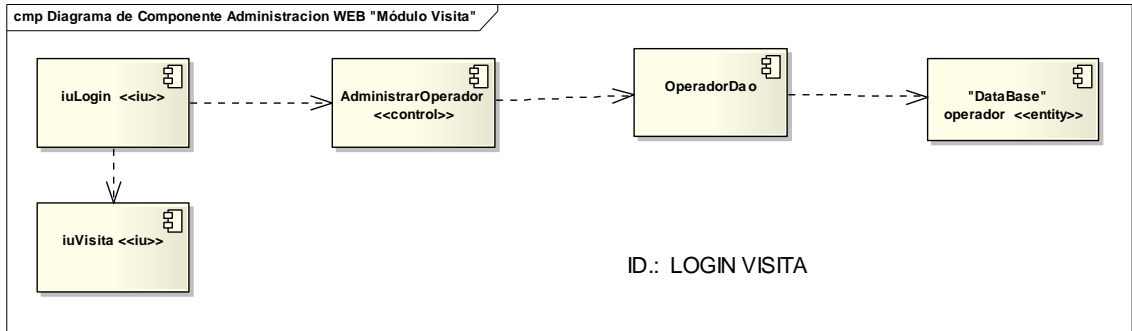 cmp Diagrama de Componente Administracion WEB "Módulo Visita"
iuLogin <<iu>>
AdministrarOperador
<<control>>
OperadorDao
"DataBase"
operador <<entity>>
iuVisita <<iu>>
ID.: LOGIN VISITA